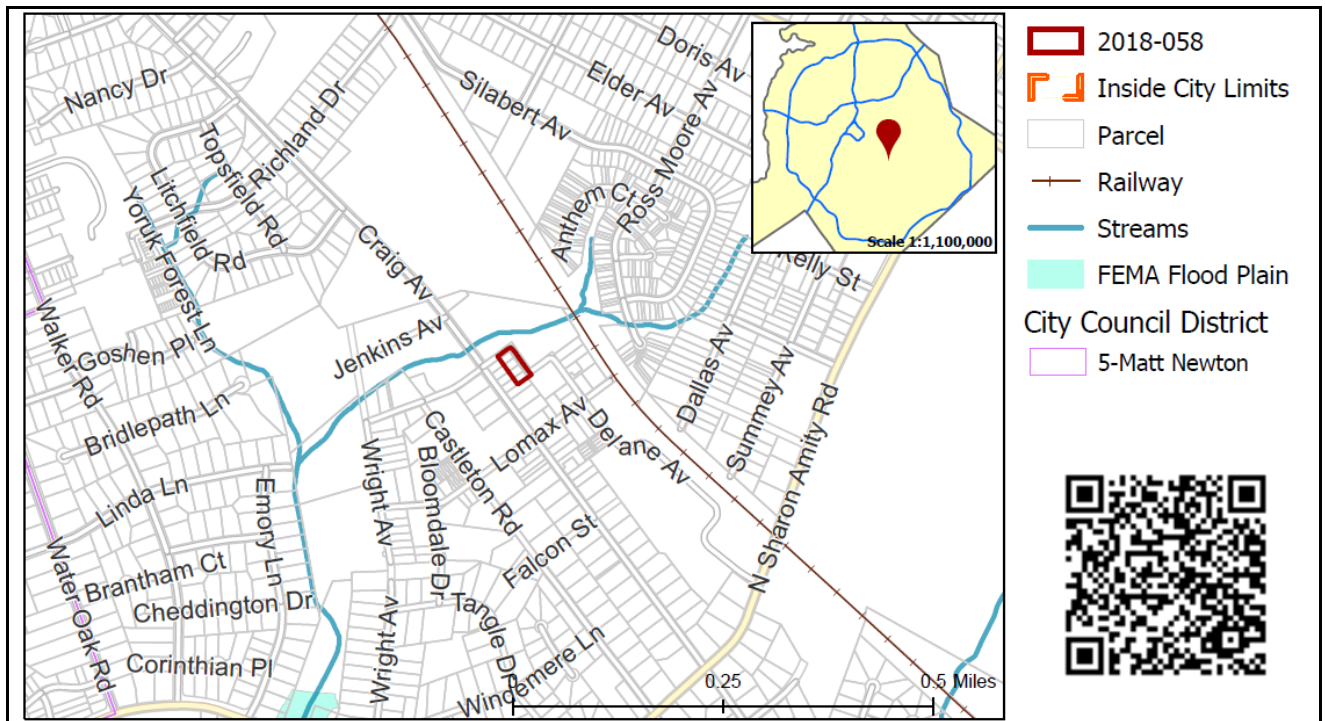 Nancy Dr
Topsfield Rd
Richland Dr
Litchfield Rd
Yoruk Forest Ln
Silabert Av
Doris Av
Elder Av
Ross Moore Av
Anthem Ct
Craig Av
Kelly St
Scale 1:1,100,000
Walker Rd
Goshen Pl
Jenkins Av
Bridlepath Ln
Dallas Av
Summey Av
N Sharon Amity Rd
Castleton Rd
Lomax Av
Delane Av
Wright Av
Bloomdale Dr
Linda Ln
Emory Ln
Falcon St
Water Oak Rd
Brantham Ct
Cheddington Dr
Tangle Dr
Wright Av
Corinthian Pl
Windemere Ln
0 0.25 0.5 Miles
2018-058
Inside City Limits
Parcel
Railway
Streams
FEMA Flood Plain
City Council District
5-Matt Newton